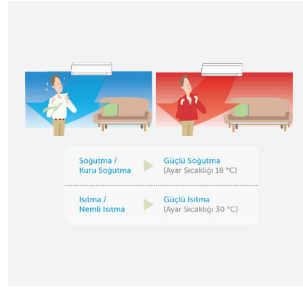 Soğutma / Güçlü Soğutma
Kuru Soğutma (Ayar Sıcaklığı 18 °C)
Isıtma / Güçlü Isıtma
Nemli Isıtma (Ayar Sıcaklığı 30 °C)